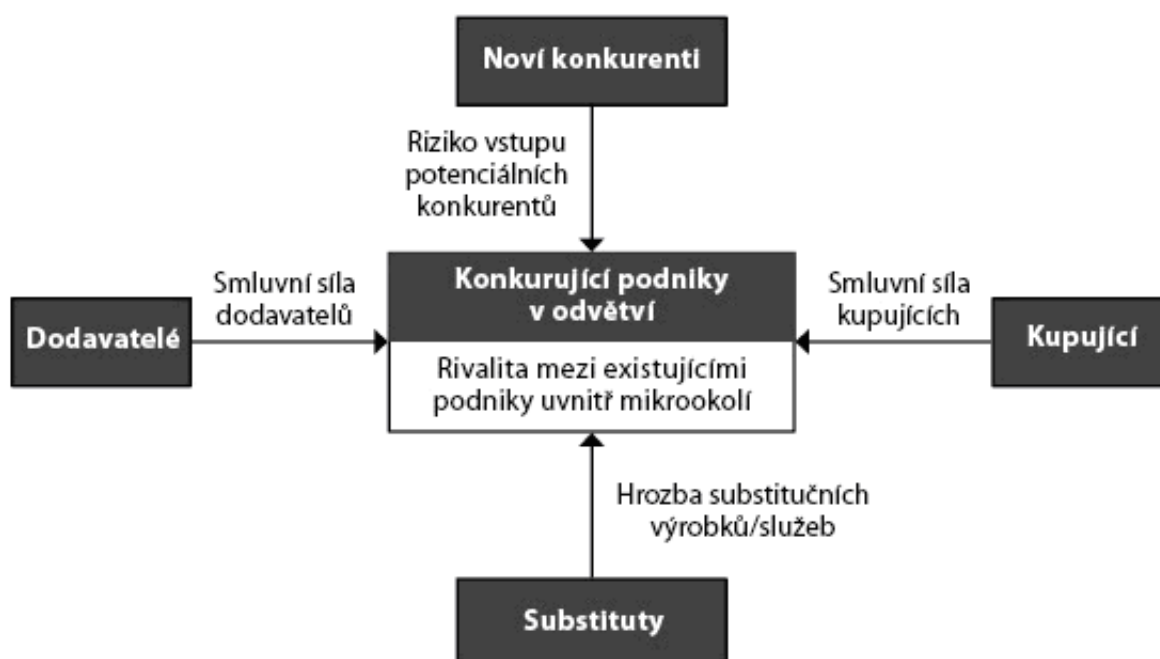 Noví konkurenti
Riziko vstupu
potenciálních
konkurentů
Konkurující podniky
v odvětví
Smluvní síla
dodavatelů
Smluvní síla
kupujících
Dodavatelé
Kupující
Rivalita mezi existujícími
podniky uvnitř mikrookolí
Hrozba substitučních
výrobků/služeb
Substituty